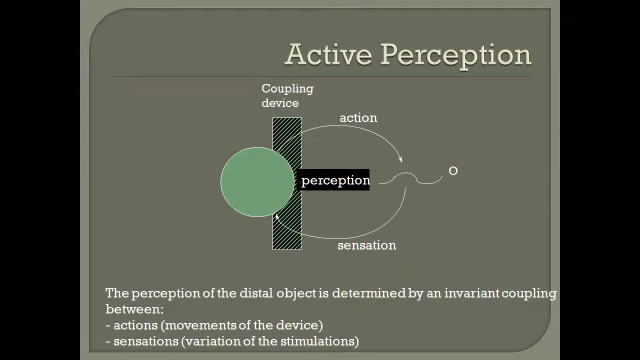 Active Perception
Coupling
device
action
perception
O
sensation
The perception of the distal object is determined by an invariant coupling
between:
- actions (movements of the device)
- sensations (variation of the stimulations)